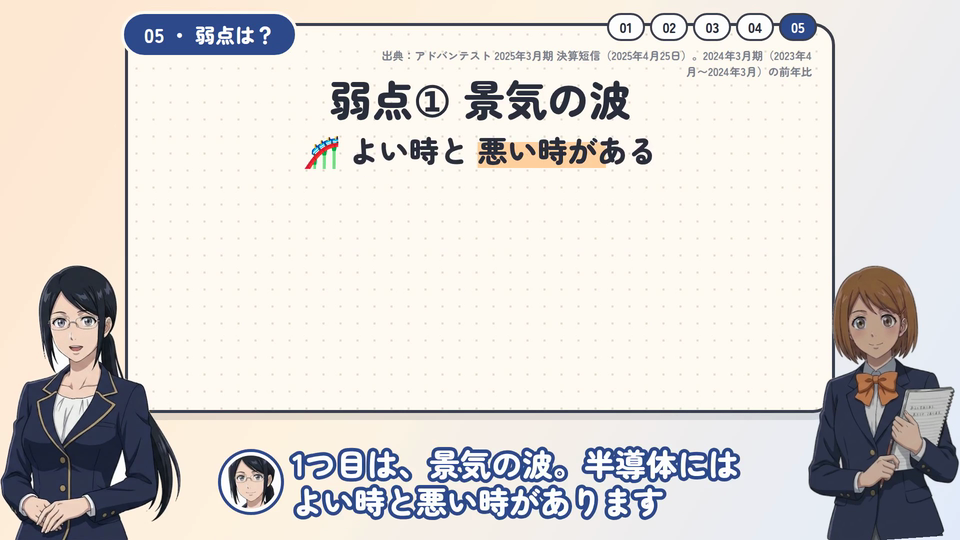 05 ・ 弱点は？
01 02 03 04 05
出典：アドバンテスト 2025年3月期 決算短信（2025年4月25日）。2024年3月期（2023年4
月〜2024年3月）の前年比
弱点① 景気の波
よい時と 悪い時がある
1つ目は、景気の波。半導体には
よい時と悪い時があります